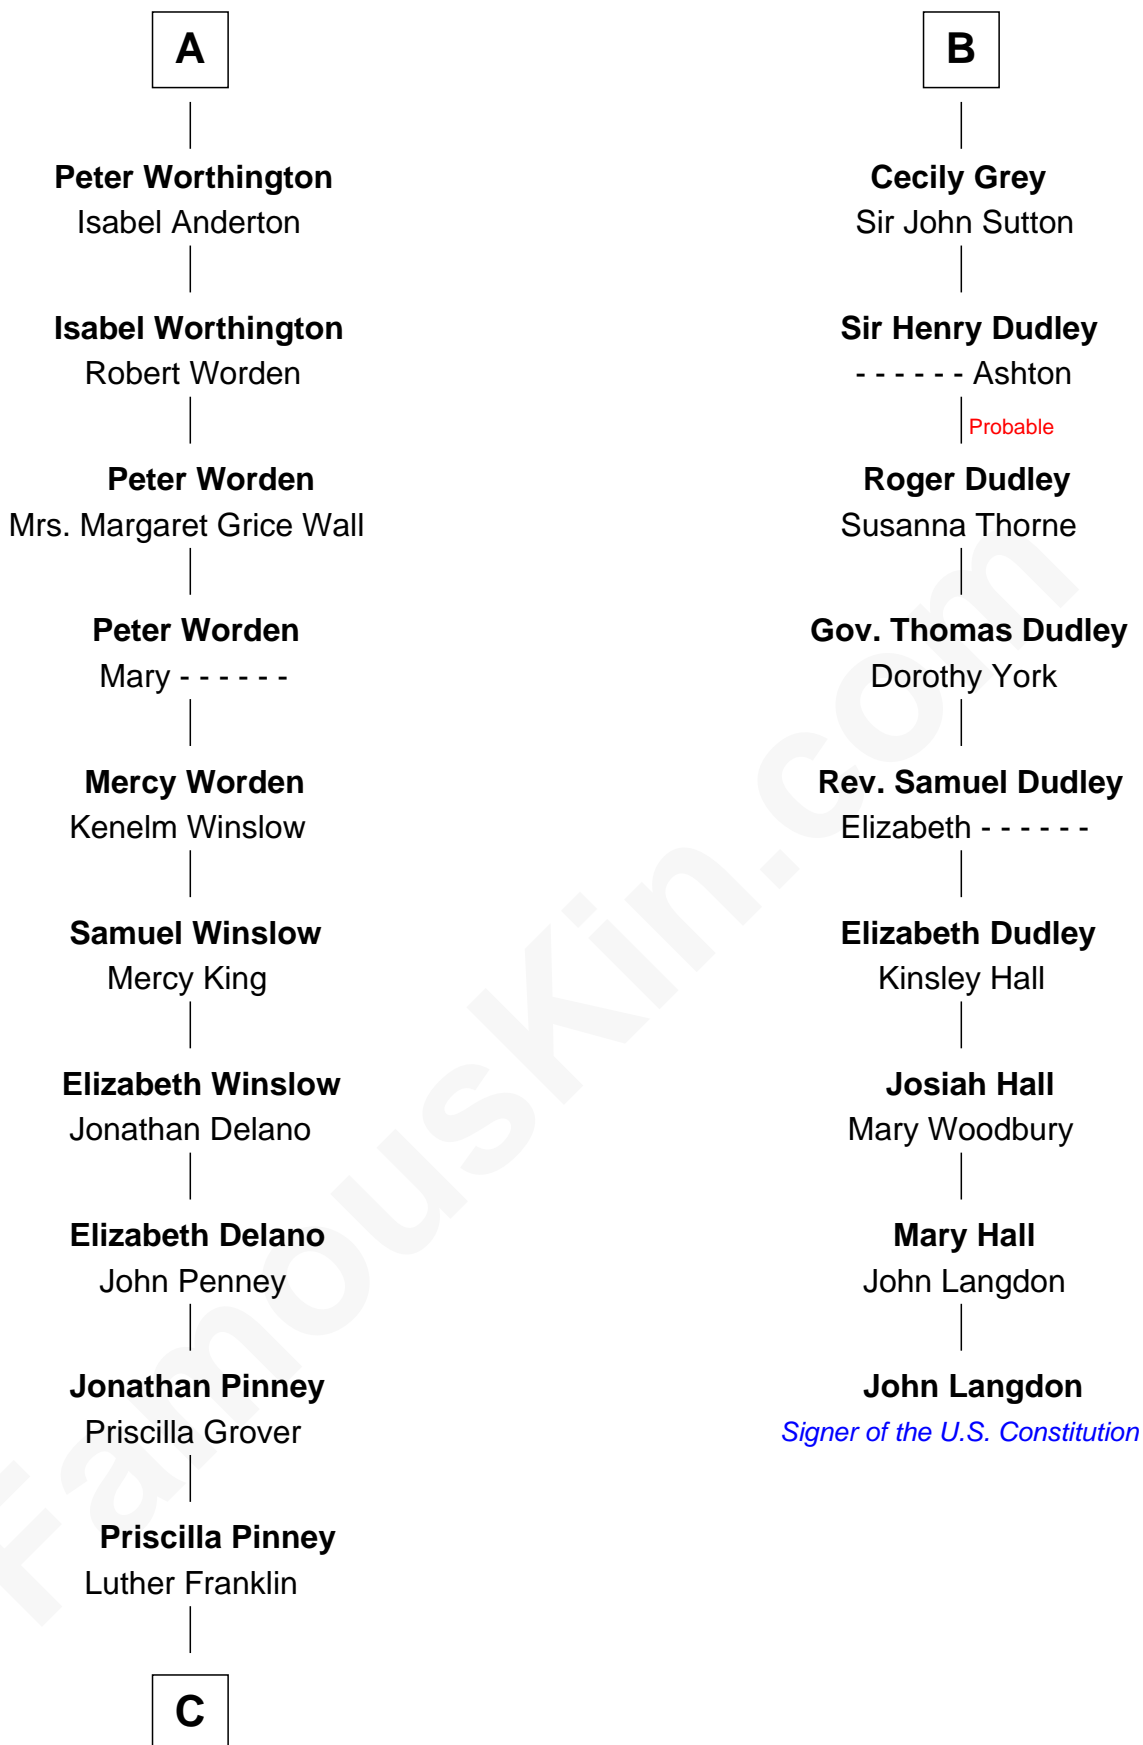 A
Peter Worthington
Isabel Anderton
Isabel Worthington
Robert Worden
Peter Worden
Mrs. Margaret Grice Wall
Peter Worden
Mary - - - - - -
Mercy Worden
Kenelm Winslow
Samuel Winslow
Mercy King
Elizabeth Winslow
Jonathan Delano
Elizabeth Delano
John Penney
Jonathan Pinney
Priscilla Grover
Priscilla Pinney
Luther Franklin
C
B
Cecily Grey
Sir John Sutton
Sir Henry Dudley
- - - - - - Ashton
Probable
Roger Dudley
Susanna Thorne
Gov. Thomas Dudley
Dorothy York
Rev. Samuel Dudley
Elizabeth - - - - - -
Elizabeth Dudley
Kinsley Hall
Josiah Hall
Mary Woodbury
Mary Hall
John Langdon
John Langdon
Signer of the U.S. Constitution
FamousKin.com